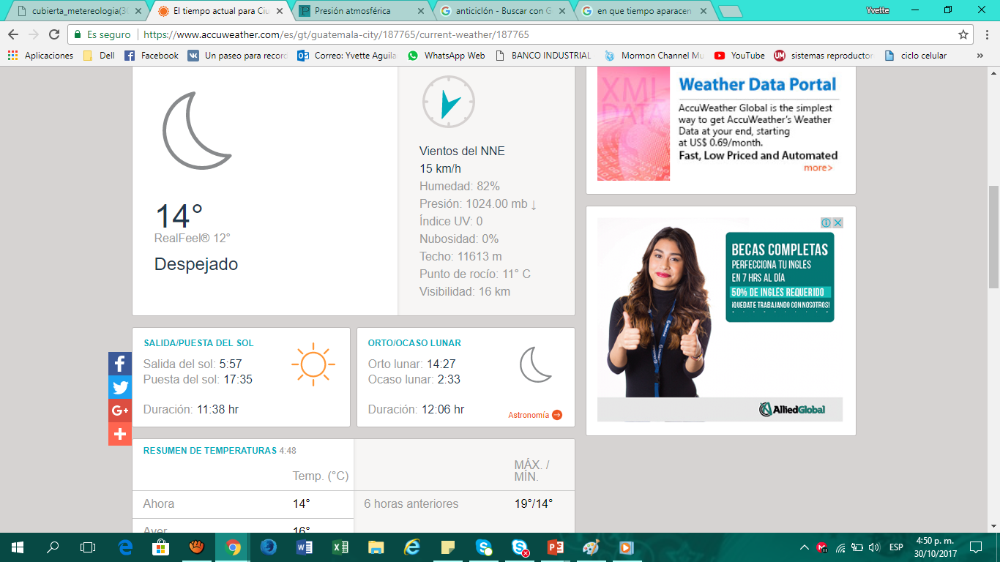 cubierta_metereologia(30
El tiempo actual para Ciu
Presión atmosférica
anticiclón - Buscar con G
en que tiempo aparacen
Yvette
Es seguro
https://www.accuweather.com/es/gt/guatemala-city/187765/current-weather/187765
Aplicaciones
Dell
Facebook
Un paseo para record
Correo: Yvette Aguila
WhatsApp Web
BANCO INDUSTRIAL
Mormon Channel Mu
YouTube
sistemas reproductor
ciclo celular
»
14°
RealFeel® 12°
Despejado
Vientos del NNE
15 km/h
Humedad: 82%
Presión: 1024.00 mb ↓
Índice UV: 0
Nubosidad: 0%
Techo: 11613 m
Punto de rocío: 11° C
Visibilidad: 16 km
XML
DATA
Weather Data Portal
AccuWeather Global is the simplest
way to get AccuWeather's Weather
Data at your end, starting
at US$ 0.69/month.
Fast, Low Priced and Automated
more>
BECAS COMPLETAS
PERFECCIONA TU INGLÉS
EN 7 HRS AL DÍA
50% DE INGLÉS REQUERIDO
¡QUEDATE TRABAJANDO CON NOSOTROS!
AlliedGlobal
SALIDA/PUESTA DEL SOL
Salida del sol: 5:57
Puesta del sol: 17:35
Duración: 11:38 hr
ORTO/OCASO LUNAR
Orto lunar: 14:27
Ocaso lunar: 2:33
Duración: 12:06 hr
Astronomía
RESUMEN DE TEMPERATURAS 4:48
Temp. (°C)
MÁX. /
MÍN.
Ahora 14° 6 horas anteriores 19°/14°
Ayer 16°
ESP
4:50 p. m.
30/10/2017